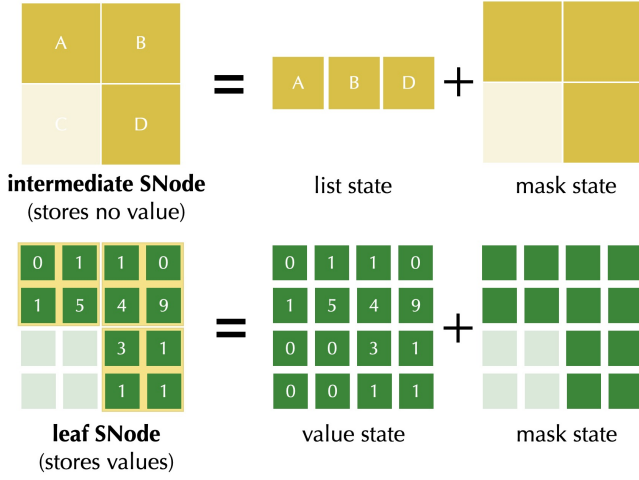 A B
= A B D +
C D
intermediate SNode
(stores no value)
list state
mask state
0 1 1 0
1 5 4 9
3 1
1 1
=
0 1 1 0
1 5 4 9
0 0 3 1
0 0 1 1
+
leaf SNode
(stores values)
value state
mask state